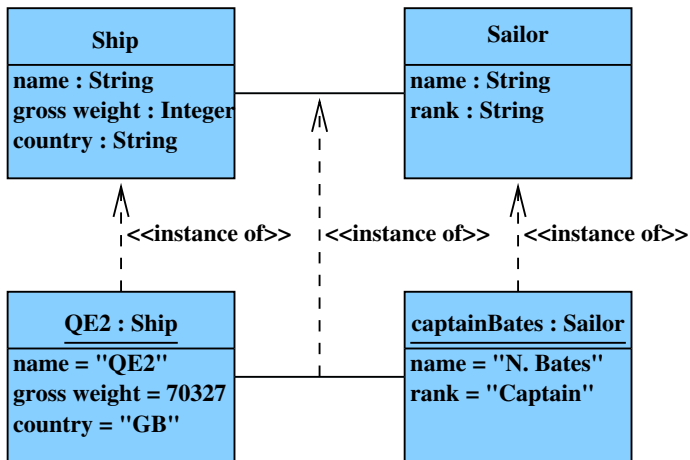 Ship
name : String
gross weight : Integer
country : String
Sailor
name : String
rank : String
<<instance of>>
<<instance of>>
<<instance of>>
QE2 : Ship
name = "QE2"
gross weight = 70327
country = "GB"
captainBates : Sailor
name = "N. Bates"
rank = "Captain"